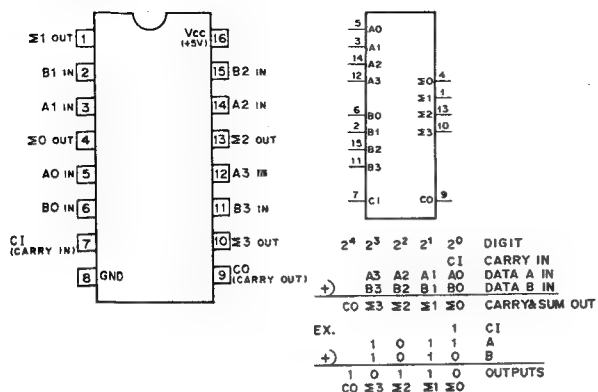 Σ1 OUT 1
B1 IN 2
A1 IN 3
Σ0 OUT 4
A0 IN 5
B0 IN 6
CI 7
(CARRY IN)
8 GND
Vcc 16
(+5V)
15 B2 IN
14 A2 IN
13 Σ2 OUT
12 A3 IN
11 B3 IN
10 Σ3 OUT
9 CO
(CARRY OUT)
5 A0
3 A1
14 A2
12 A3
6 B0
2 B1
15 B2
11 B3
7 CI
Σ0 4
Σ1 1
Σ2 13
Σ3 10
CO 9
2⁴ 2³ 2² 2¹ 2⁰ DIGIT
CI CARRY IN
A3 A2 A1 A0 DATA A IN
+) B3 B2 B1 B0 DATA B IN
CO Σ3 Σ2 Σ1 Σ0 CARRY&SUM OUT
EX. 1 CI
1 0 1 1 A
+) 1 0 1 0 B
1 0 1 1 0 OUTPUTS
CO Σ3 Σ2 Σ1 Σ0